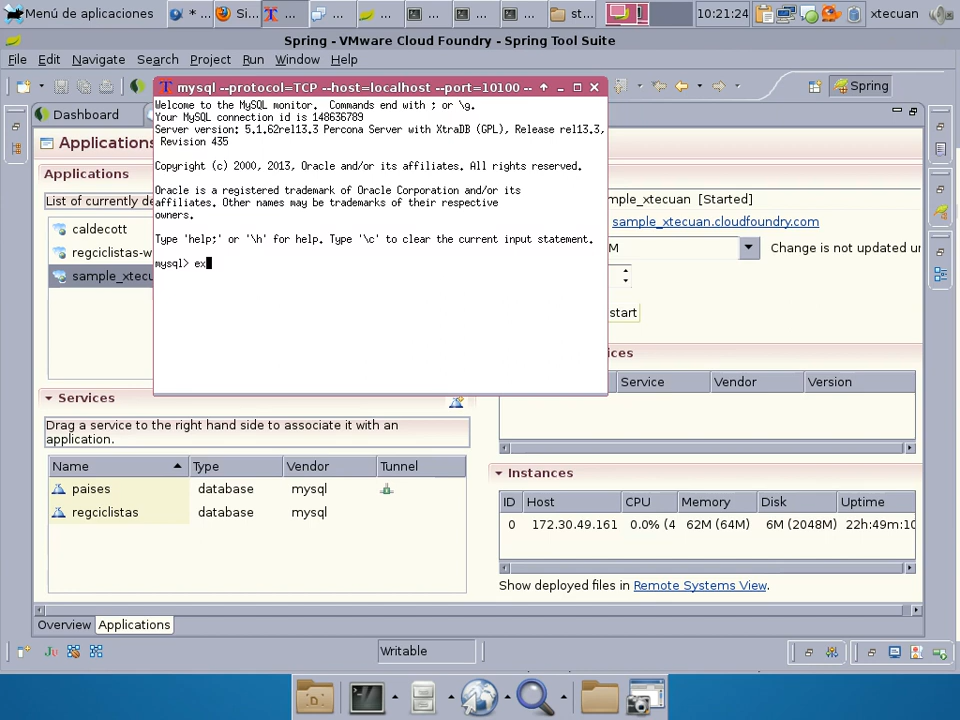 Menú de aplicaciones
* ...
Si...
...
...
...
...
...
...
st...
10:21:24
xtecuan
Spring - VMware Cloud Foundry - Spring Tool Suite
File Edit Navigate Search Project Run Window Help
Spring
mysql --protocol=TCP --host=localhost --port=10100 --
Welcome to the MySQL monitor.  Commands end with ; or \g.
Your MySQL connection id is 148636789
Server version: 5.1.62rel13.3 Percona Server with XtraDB (GPL), Release rel13.3,
Revision 435
Copyright (c) 2000, 2013, Oracle and/or its affiliates. All rights reserved.
Oracle is a registered trademark of Oracle Corporation and/or its
affiliates. Other names may be trademarks of their respective
owners.
Type 'help;' or '\h' for help. Type '\c' to clear the current input statement.
mysql> ex
Dashboard
Applications
Applications
List of currently de
caldecott
regciclistas-w
sample_xtecu
mple_xtecuan [Started]
sample_xtecuan.cloudfoundry.com
M
Change is not updated un
start
ices
Service Vendor Version
Services
Drag a service to the right hand side to associate it with an
application.
Name Type Vendor Tunnel
paises database mysql
regciclistas database mysql
Instances
ID Host CPU Memory Disk Uptime
0 172.30.49.161 0.0% (4 62M (64M) 6M (2048M) 22h:49m:10
Show deployed files in Remote Systems View.
Overview Applications
Ju
Writable